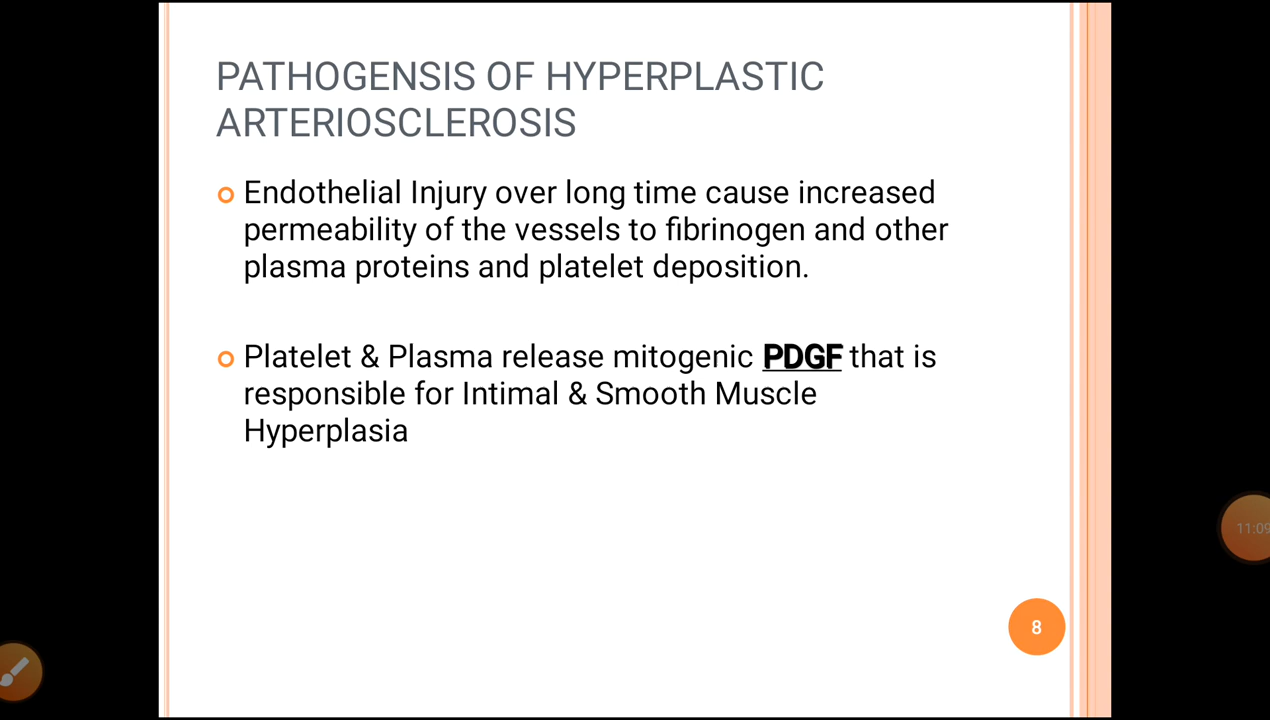 PATHOGENSIS OF HYPERPLASTIC
ARTERIOSCLEROSIS
Endothelial Injury over long time cause increased
permeability of the vessels to fibrinogen and other
plasma proteins and platelet deposition.
Platelet & Plasma release mitogenic PDGF that is
responsible for Intimal & Smooth Muscle
Hyperplasia
11:09
8